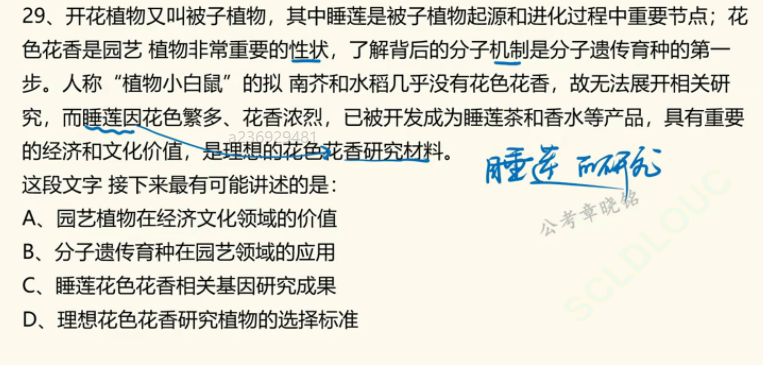 29、开花植物又叫被子植物，其中睡莲是被子植物起源和进化过程中重要节点；花
色花香是园艺 植物非常重要的性状，了解背后的分子机制是分子遗传育种的第一
步。人称“植物小白鼠”的拟 南芥和水稻几乎没有花色花香，故无法展开相关研
究，而睡莲因花色繁多、花香浓烈，已被开发成为睡莲茶和香水等产品，具有重要
a236929481
的经济和文化价值，是理想的花色花香研究材料。
睡莲 的研究
这段文字 接下来最有可能讲述的是：
A、园艺植物在经济文化领域的价值
公考章晓铭
B、分子遗传育种在园艺领域的应用
C、睡莲花色花香相关基因研究成果
D、理想花色花香研究植物的选择标准
SCLDLOUC